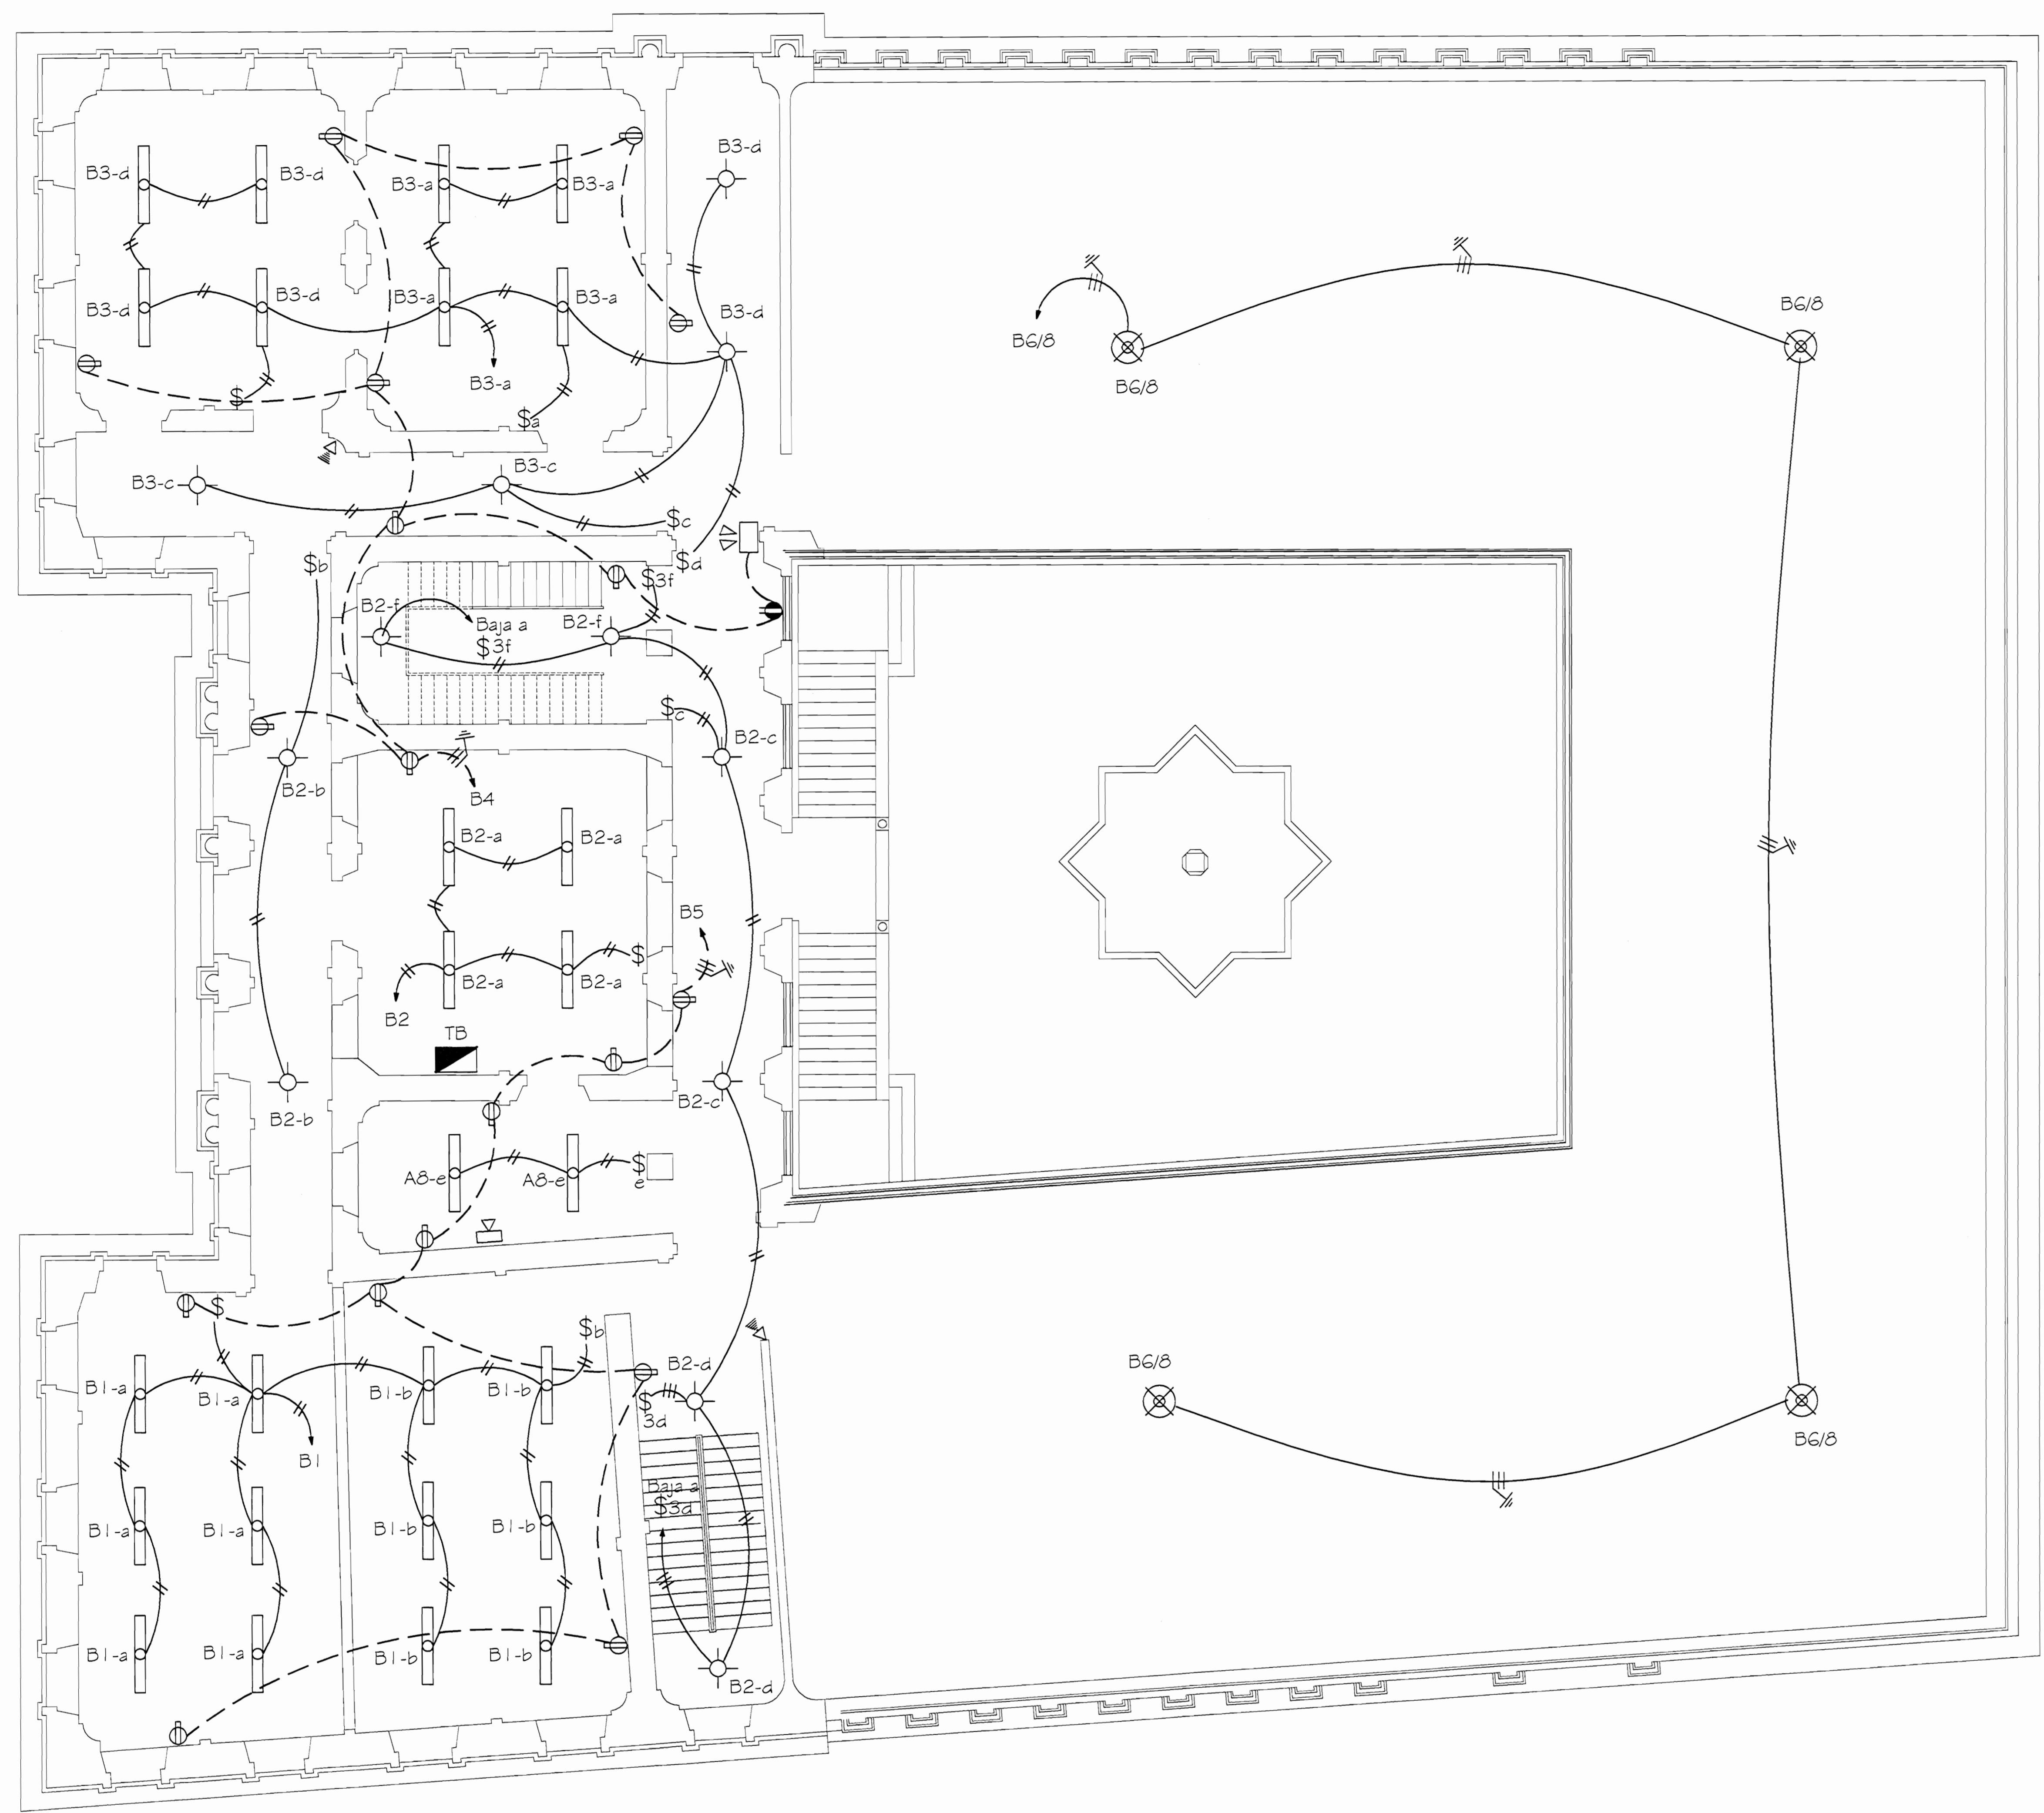 B3-d
B3-d B3-d B3-a B3-a
B3-d B3-d B3-a B3-a B3-d
B6/8
B6/8
B6/8
B3-a
$
$a
B3-c B3-c
$c
$b $d
$3f
B2-f
Baja a B2-f
$3f
$c
B2-c
B2-b
B4
B2-a B2-a
B5
$
B2-a B2-a
B2
TB
B2-c
B2-b
$
A8-e A8-e e
$
$b
B6/8
B2-d
B1-a B1-a B1-b B1-b
$
3d
B6/8
B1
Baja a
$3d
B1-a B1-a B1-b B1-b
B1-a B1-a B1-b B1-b
B2-d